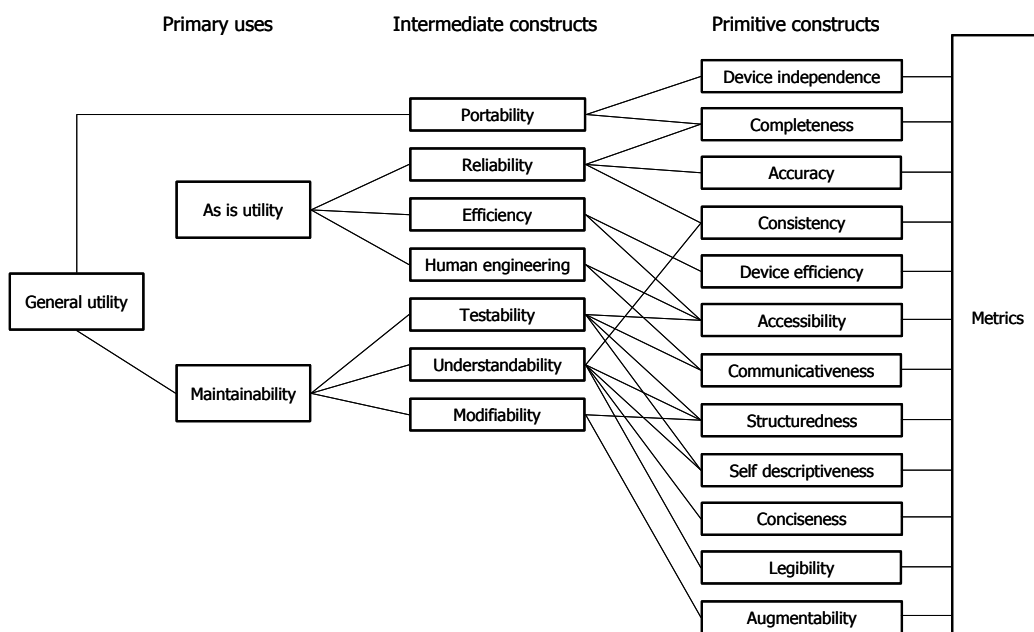 Primary uses
Intermediate constructs
Primitive constructs
Device independence
Portability
Completeness
Reliability
Accuracy
As is utility
Efficiency
Consistency
Human engineering
Device efficiency
General utility
Testability
Accessibility
Metrics
Understandability
Communicativeness
Maintainability
Modifiability
Structuredness
Self descriptiveness
Conciseness
Legibility
Augmentability